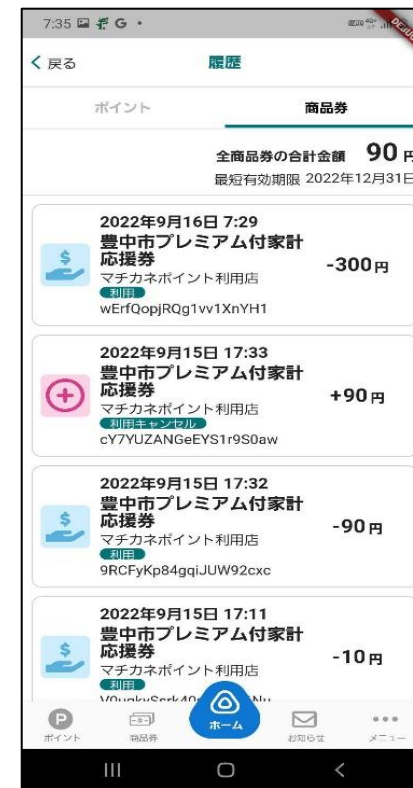 7:35 G
DEBUG
戻る
履歴
ポイント 商品券
全商品券の合計金額 90 円
最短有効期限 2022年12月31日
2022年9月16日 7:29
豊中市プレミアム付家計
応援券
マチカネポイント利用店
利用
wErfQopjRQg1vv1XnYH1
-300 円
2022年9月15日 17:33
豊中市プレミアム付家計
応援券
マチカネポイント利用店
利用キャンセル
cY7YUZANGeEYS1r9S0aw
+90 円
2022年9月15日 17:32
豊中市プレミアム付家計
応援券
マチカネポイント利用店
利用
9RCFyKp84gqiJUW92cxc
-90 円
2022年9月15日 17:11
豊中市プレミアム付家計
応援券
マチカネポイント利用店
利用
-10 円
ポイント 商品券 ホーム お知らせ メニュー